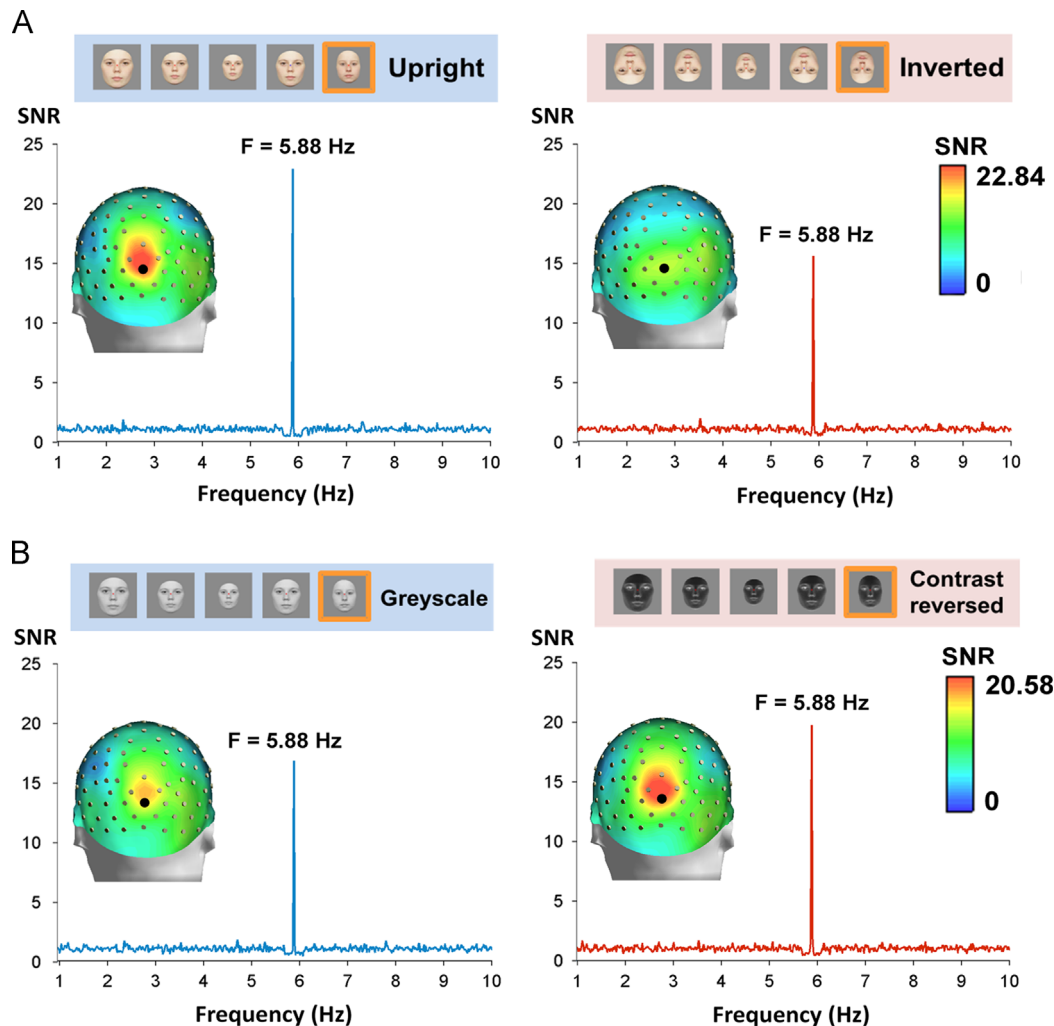 A
Upright
SNR
25
20
15
10
5
0
F = 5.88 Hz
1 2 3 4 5 6 7 8 9 10
Frequency (Hz)
Inverted
SNR
25
20
15
10
5
0
F = 5.88 Hz
1 2 3 4 5 6 7 8 9 10
Frequency (Hz)
SNR
22.84
0
B
Greyscale
SNR
25
20
15
10
5
0
F = 5.88 Hz
1 2 3 4 5 6 7 8 9 10
Frequency (Hz)
Contrast
reversed
SNR
25
20
15
10
5
0
F = 5.88 Hz
1 2 3 4 5 6 7 8 9 10
Frequency (Hz)
SNR
20.58
0